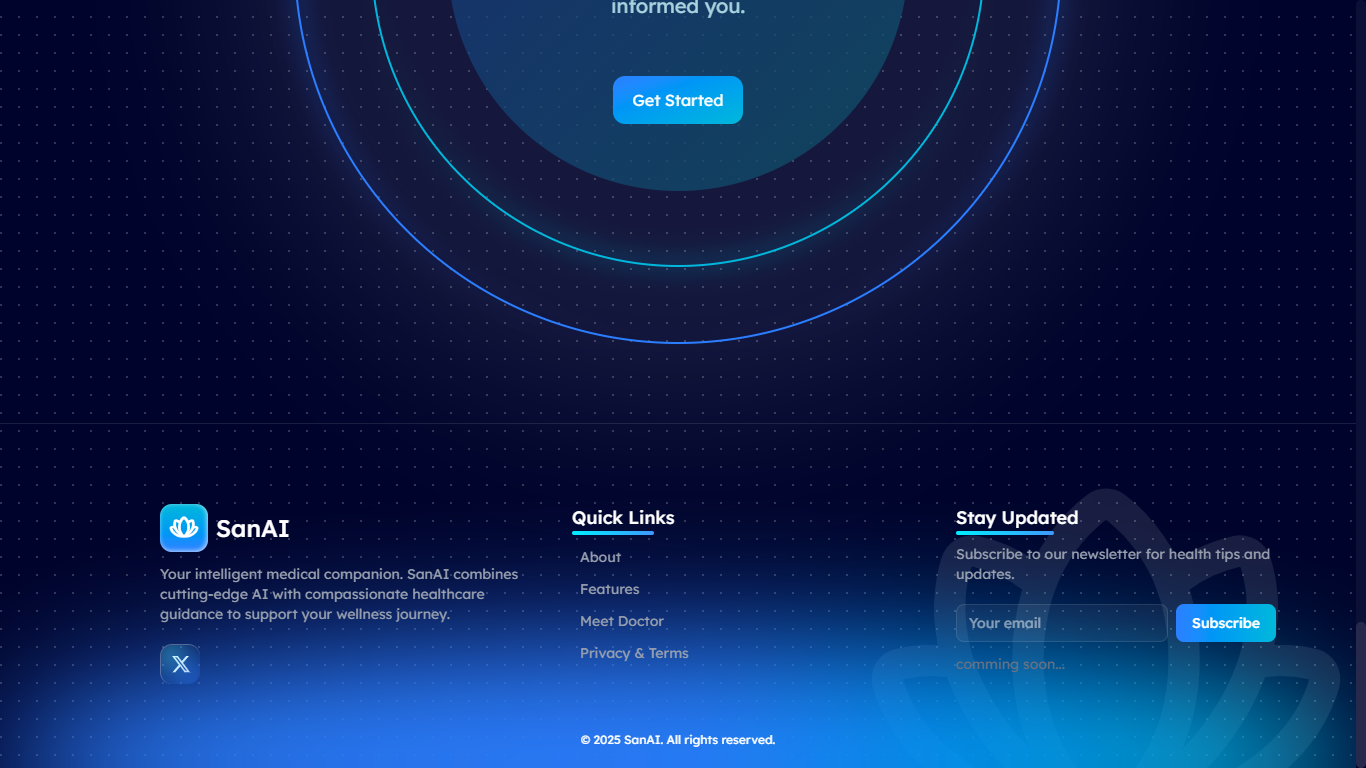 informed you.
Get Started
SanAI
Your intelligent medical companion. SanAI combines
cutting-edge AI with compassionate healthcare
guidance to support your wellness journey.
Quick Links
About
Features
Meet Doctor
Privacy & Terms
Stay Updated
Subscribe to our newsletter for health tips and
updates.
Your email
Subscribe
comming soon...
© 2025 SanAI. All rights reserved.